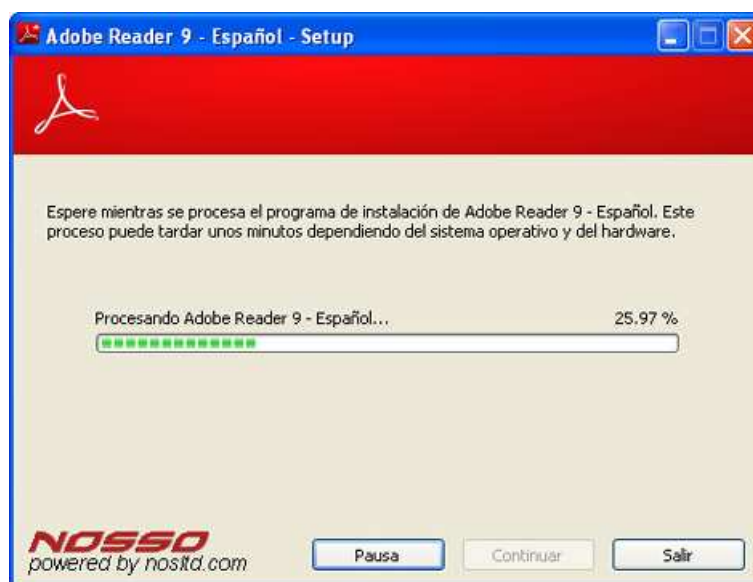 Adobe Reader 9 - Español - Setup
Espere mientras se procesa el programa de instalación de Adobe Reader 9 - Español. Este
proceso puede tardar unos minutos dependiendo del sistema operativo y del hardware.
Procesando Adobe Reader 9 - Español... 25.97 %
NOSSO
powered by nosltd.com
Pausa Continuar Salir